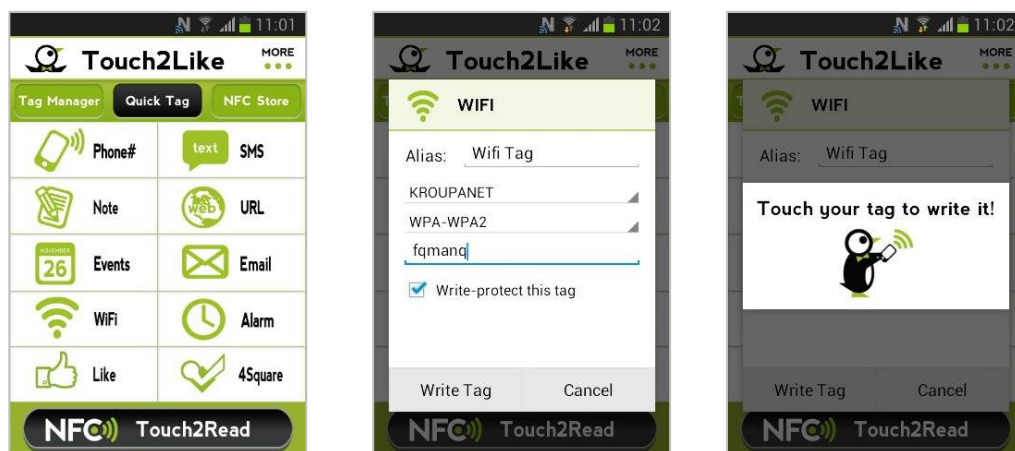 11:01
Touch2Like
MORE
Tag Manager
Quick Tag
NFC Store
Phone#
text
SMS
Note
web
URL
NOVEMBER
26
Events
Email
WiFi
Alarm
Like
4Square
NFC Touch2Read
11:02
Touch2Like
MORE
WIFI
Alias: Wifi Tag
KROUPANET
WPA-WPA2
fqmanq
Write-protect this tag
Write Tag
Cancel
NFC Touch2Read
11:02
Touch2Like
MORE
WIFI
Alias: Wifi Tag
Touch your tag to write it!
Write Tag
Cancel
NFC Touch2Read